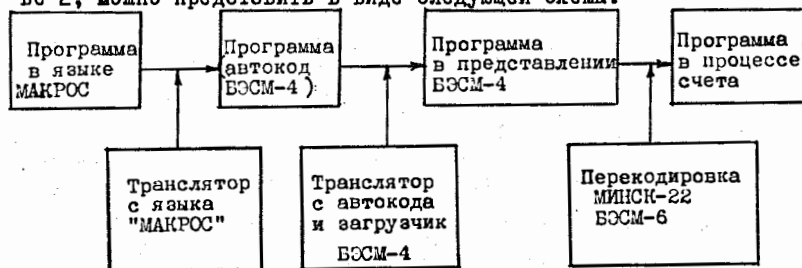 ве 2, можно представить в виде следующей схемы:
Программа
в языке
МАКРОС
Программа
(автокод
БЭСМ-4)
Программа
в представлении
БЭСМ-4
Программа
в процессе
счета
Транслятор
с языка
"МАКРОС"
Транслятор
с автокода
и загрузчик
БЭСМ-4
Перекодировка
МИНСК-22
БЭСМ-6